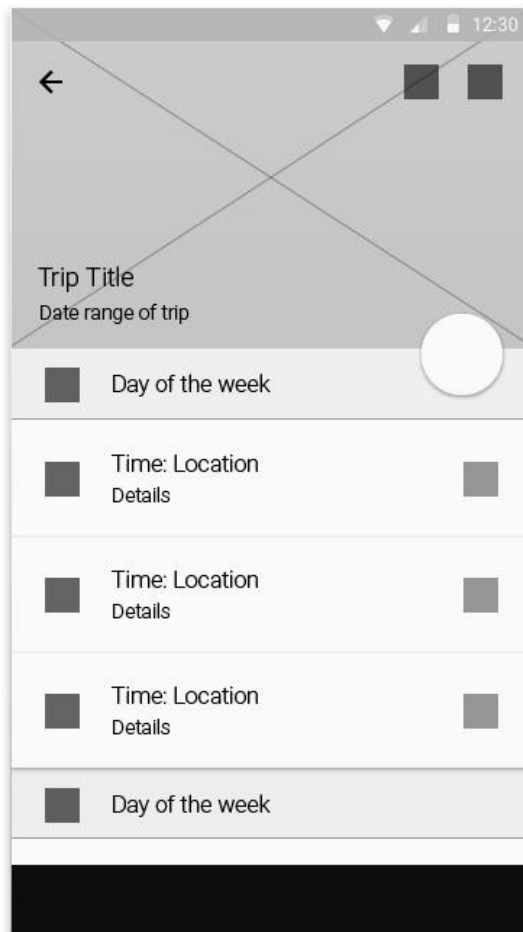 12:30
Trip Title
Date range of trip
Day of the week
Time: Location
Details
Time: Location
Details
Time: Location
Details
Day of the week